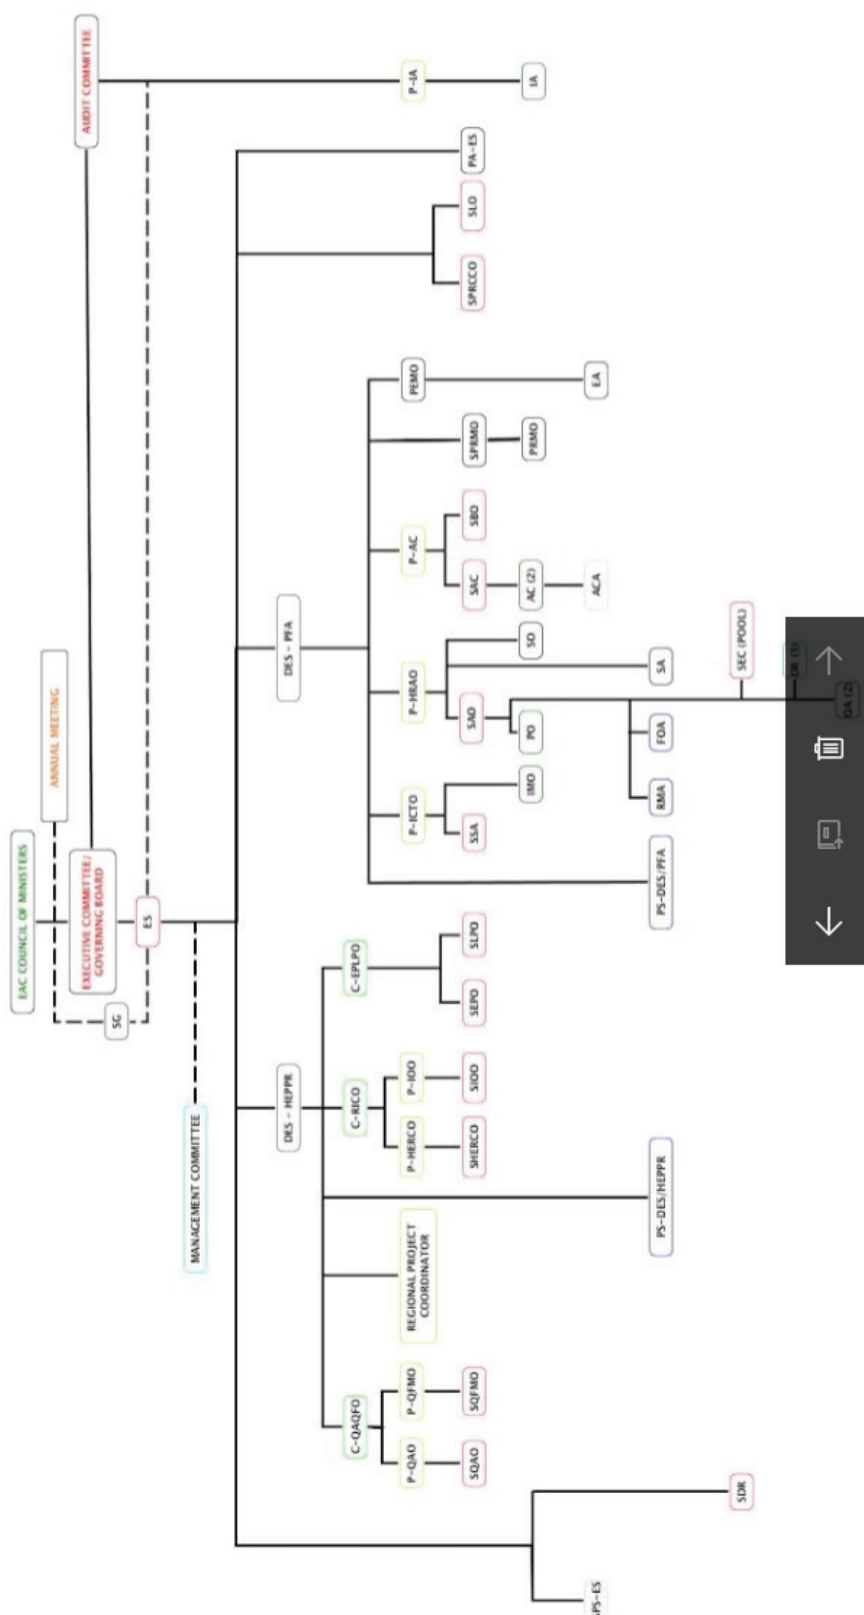 EAC COUNCIL OF MINISTERS
ANNUAL MEETING
AUDIT COMMITTEE
EXECUTIVE COMMITTEE/
GOVERNING BOARD
SG
ES
MANAGEMENT COMMITTEE
DES - HEPPR
DES - PFA
C-QAQFO
C-RICO
C-EPLPO
P-QAO
P-QFMO
REGIONAL PROJECT
COORDINATOR
P-HERCO
P-IOO
P-ICTO
P-HRAO
P-AC
PEMO
P-IA
SQAO
SQFMO
SHERCO
SIOO
SEPO
SLPO
SSA
SAO
SAC
SBO
SPRMO
SPRCCO
SLO
PA-ES
IMO
PO
SO
AC (2)
PRMO
IA
ACA
EA
PS-DES/HEPPR
PS-DES/PFA
RMA
FOA
SA
SDR
SEC (POOL)
DR (3)
OA (2)